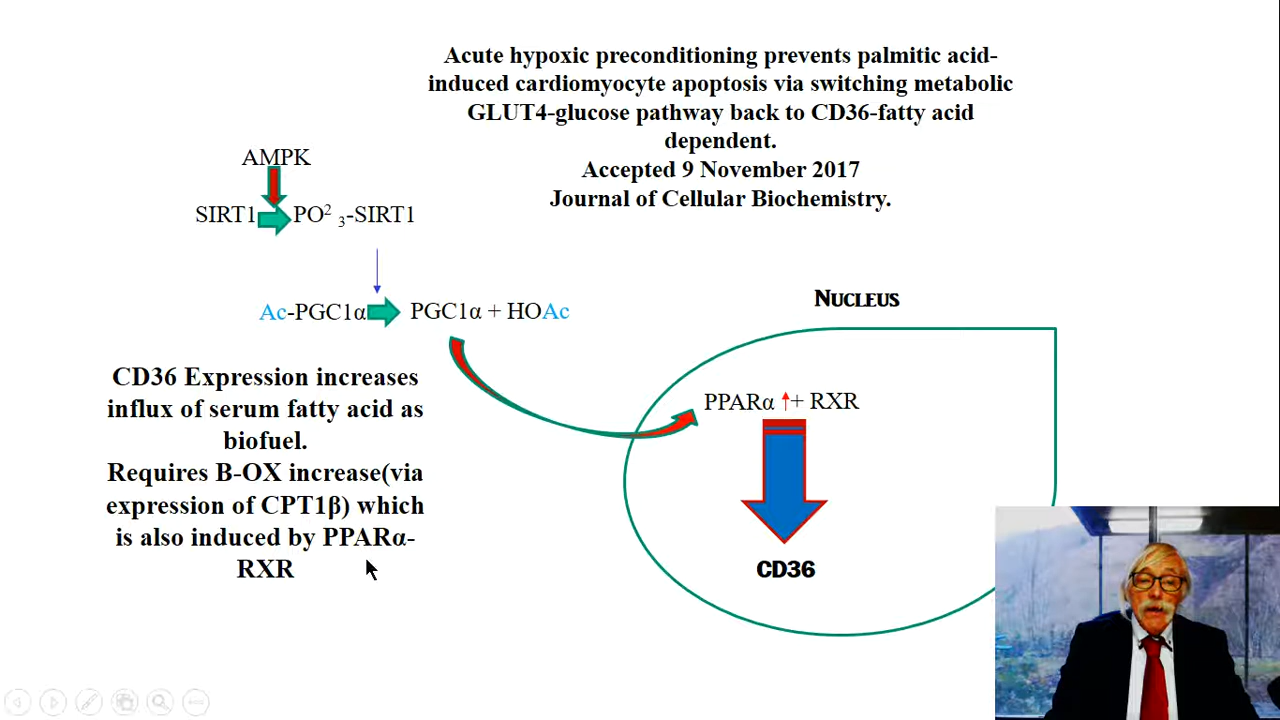 Acute hypoxic preconditioning prevents palmitic acid-
induced cardiomyocyte apoptosis via switching metabolic
GLUT4-glucose pathway back to CD36-fatty acid
dependent.
Accepted 9 November 2017
Journal of Cellular Biochemistry.
AMPK
SIRT1 PO² ₃-SIRT1
Ac-PGC1α PGC1α + HOAc
NUCLEUS
CD36 Expression increases
influx of serum fatty acid as
biofuel.
Requires B-OX increase(via
expression of CPT1β) which
is also induced by PPARα-
RXR
PPARα ↑+ RXR
CD36